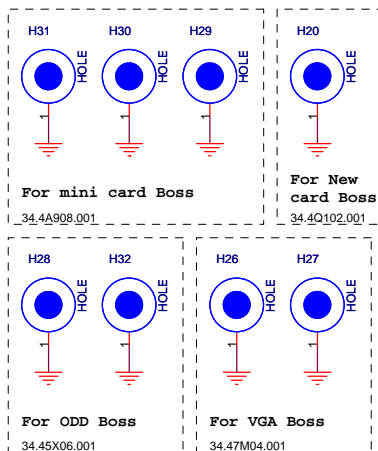 H31 H30 H29
HOLE HOLE HOLE
1 1 1
For mini card Boss
34.4A908.001
H20
HOLE
1
For New
card Boss
34.4Q102.001
H28 H32
HOLE HOLE
1 1
For ODD Boss
34.45X06.001
H26 H27
HOLE HOLE
1 1
For VGA Boss
34.47M04.001